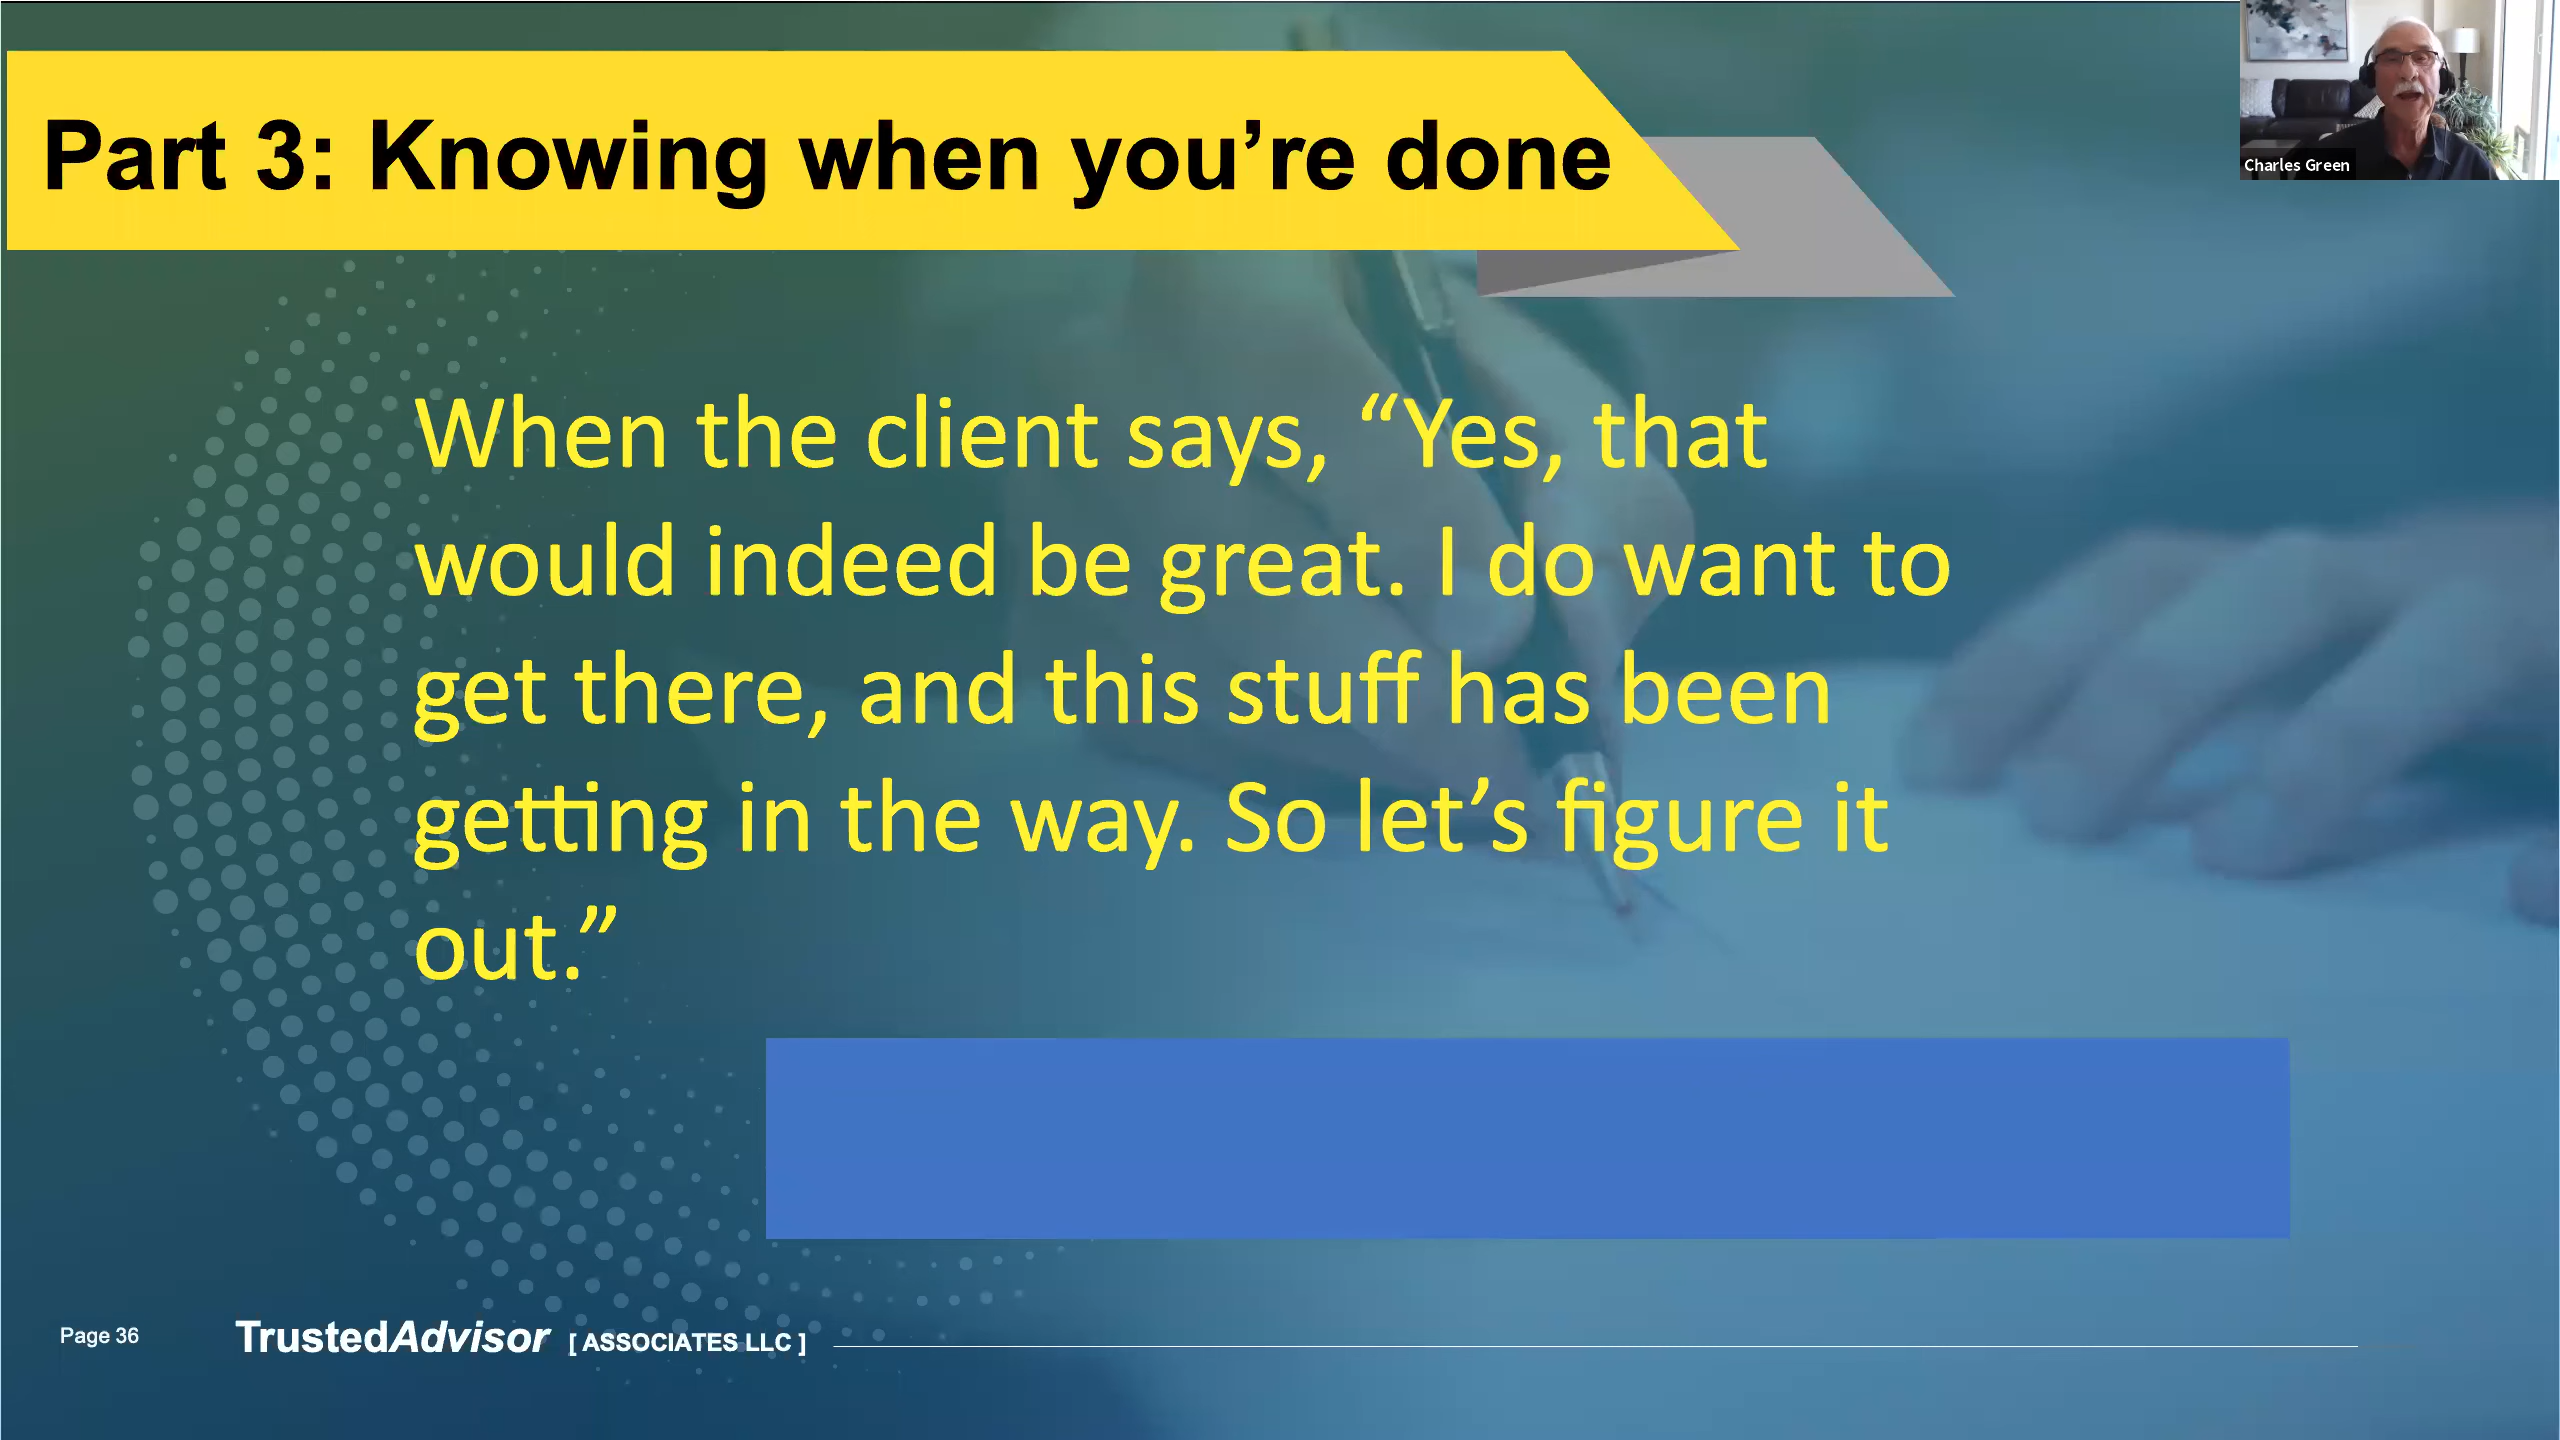 Part 3: Knowing when you’re done
Charles Green
When the client says, “Yes, that
would indeed be great. I do want to
get there, and this stuff has been
getting in the way. So let’s figure it
out.”
Page 36
TrustedAdvisor [ ASSOCIATES LLC ]